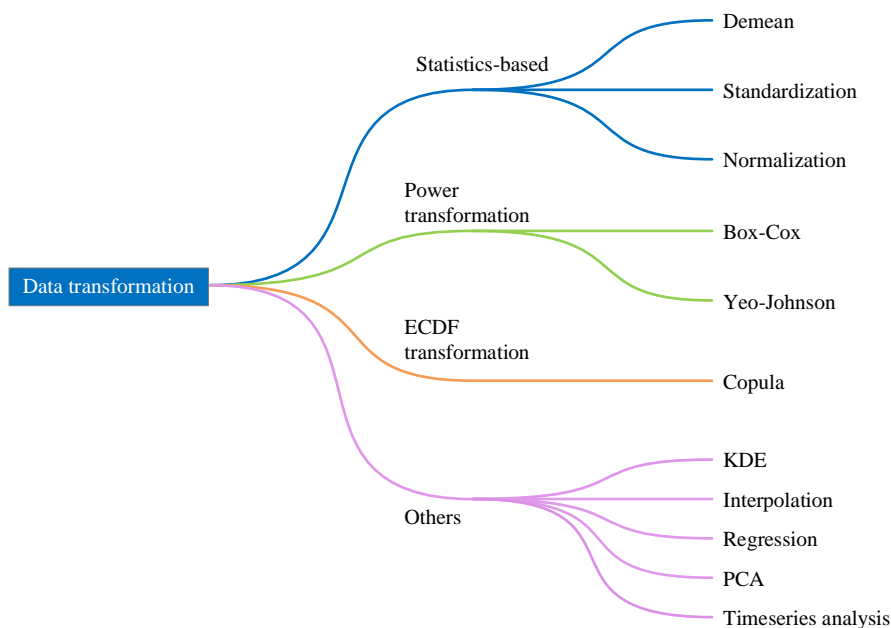 Data transformation
Statistics-based
Demean
Standardization
Normalization
Power
transformation
Box-Cox
Yeo-Johnson
ECDF
transformation
Copula
Others
KDE
Interpolation
Regression
PCA
Timeseries analysis